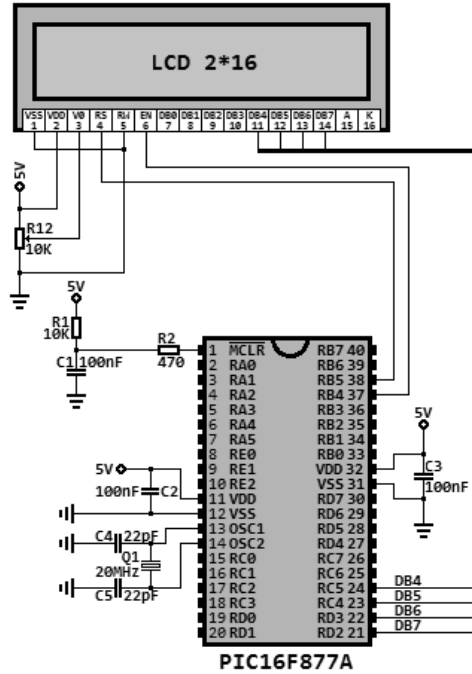 LCD 2*16
VSS VDD V0 RS RW EN DB0 DB1 DB2 DB3 DB4 DB5 DB6 DB7 A K
1 2 3 4 5 6 7 8 9 10 11 12 13 14 15 16
5V
R12
10K
5V
R1
10K
C1 100nF
R2
470
1 MCLR RB7 40
2 RA0 RB6 39
3 RA1 RB5 38
4 RA2 RB4 37
5 RA3 RB3 36
6 RA4 RB2 35
7 RA5 RB1 34
8 RE0 RB0 33
9 RE1 VDD 32
10 RE2 VSS 31
11 VDD RD7 30
12 VSS RD6 29
13 OSC1 RD5 28
14 OSC2 RD4 27
15 RC0 RC7 26
16 RC1 RC6 25
17 RC2 RC5 24
18 RC3 RC4 23
19 RD0 RD3 22
20 RD1 RD2 21
5V
C3
100nF
5V
100nF C2
C4 22pF
Q1
20MHz
C5 22pF
DB4
DB5
DB6
DB7
PIC16F877A